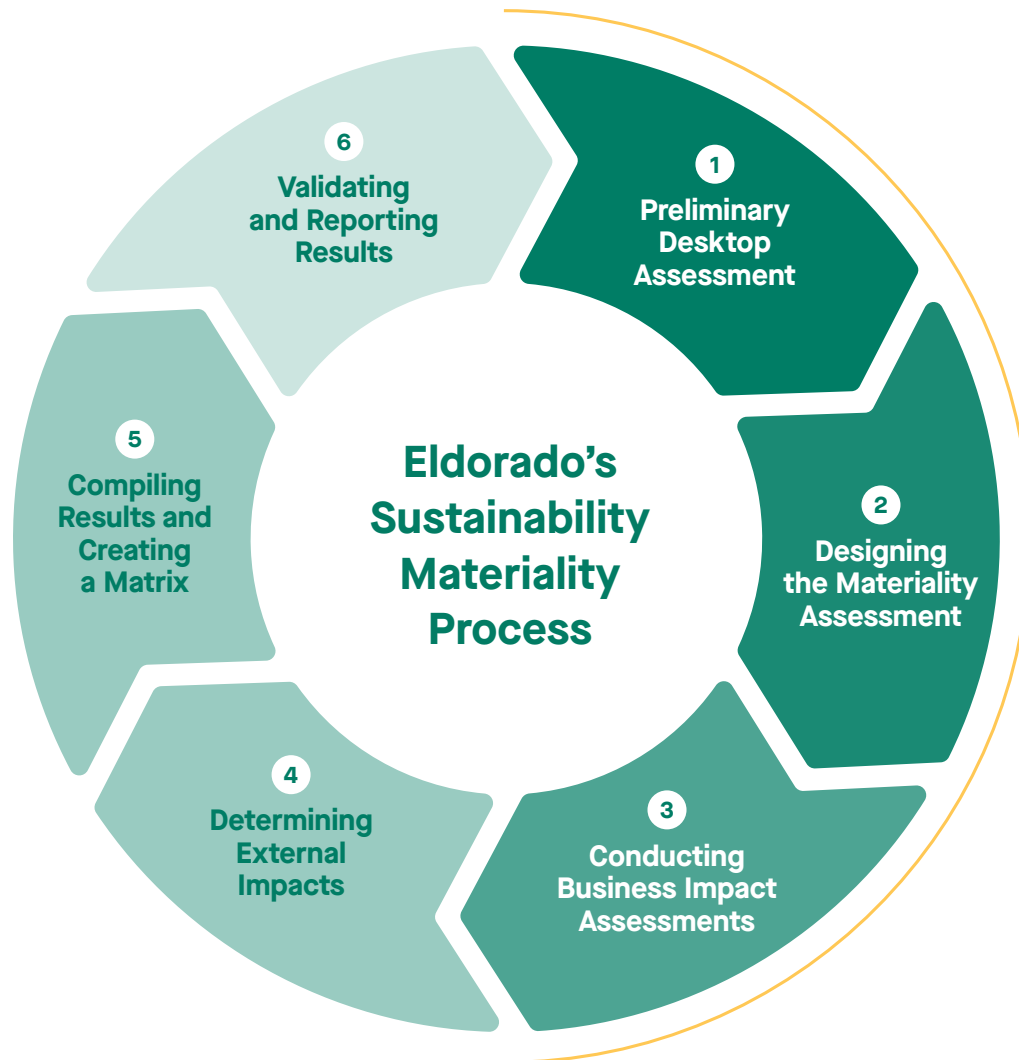 Eldorado’s
Sustainability
Materiality
Process
1
Preliminary
Desktop
Assessment
2
Designing
the Materiality
Assessment
3
Conducting
Business Impact
Assessments
4
Determining
External
Impacts
5
Compiling
Results and
Creating
a Matrix
6
Validating
and Reporting
Results